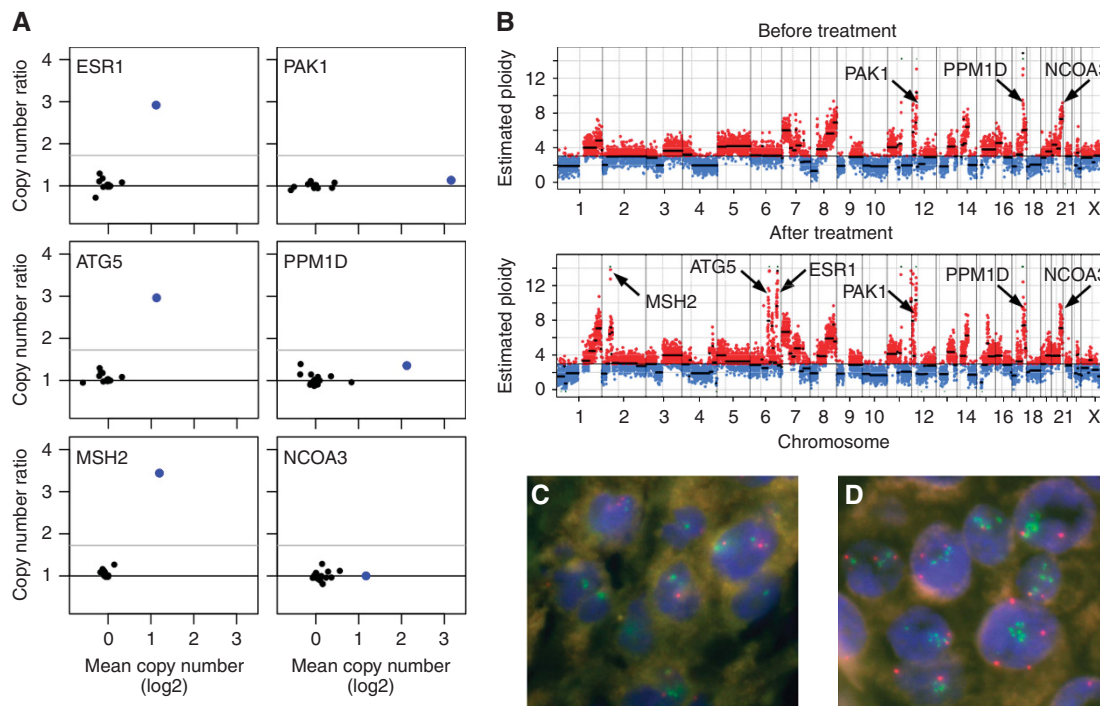 A
ESR1
PAK1
Copy number ratio
4
3
2
1
ATG5
PPM1D
Copy number ratio
4
3
2
1
MSH2
NCOA3
Copy number ratio
4
3
2
1
0 1 2 3
0 1 2 3
Mean copy number
(log2)
Mean copy number
(log2)
B
Before treatment
PAK1
PPM1D
NCOA3
Estimated ploidy
12
8
4
0
1 2 3 4 5 6 7 8 9 10 12 14 16 18 21 X
After treatment
ATG5
ESR1
MSH2
PAK1
PPM1D
NCOA3
Estimated ploidy
12
8
4
0
1 2 3 4 5 6 7 8 9 10 12 14 16 18 21 X
Chromosome
C
D